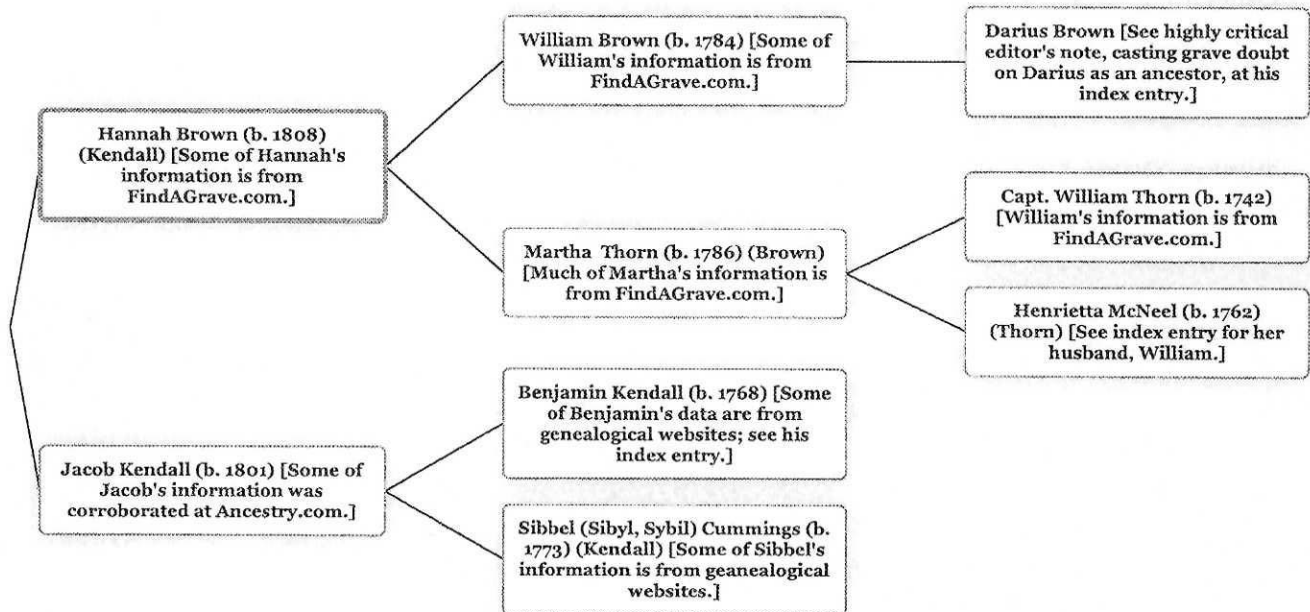 Hannah Brown (b. 1808)
(Kendall) [Some of Hannah's
information is from
FindAGrave.com.]
William Brown (b. 1784) [Some of
William's information is from
FindAGrave.com.]
Darius Brown [See highly critical
editor's note, casting grave doubt
on Darius as an ancestor, at his
index entry.]
Martha Thorn (b. 1786) (Brown)
[Much of Martha's information is
from FindAGrave.com.]
Capt. William Thorn (b. 1742)
[William's information is from
FindAGrave.com.]
Henrietta McNeel (b. 1762)
(Thorn) [See index entry for her
husband, William.]
Jacob Kendall (b. 1801) [Some of
Jacob's information was
corroborated at Ancestry.com.]
Benjamin Kendall (b. 1768) [Some
of Benjamin's data are from
genealogical websites; see his
index entry.]
Sibbel (Sibyl, Sybil) Cummings (b.
1773) (Kendall) [Some of Sibbel's
information is from geanealogical
websites.]